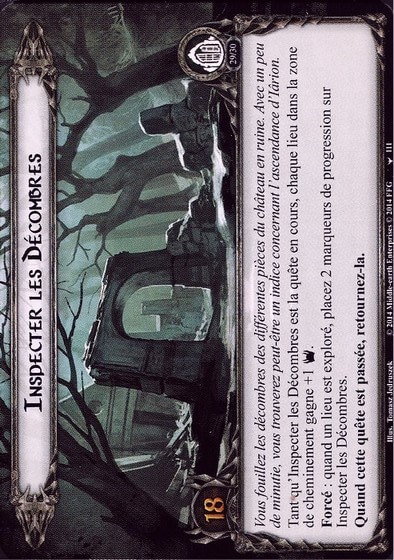 INSPECTER LES DÉCOMBRES
29/30
Vous fouillez les décombres des différentes pièces du château en ruine. Avec un peu
de minutie, vous trouverez peut-être un indice concernant l'ascendance d'Iârion.
Tant qu'Inspecter les Décombres est la quête en cours, chaque lieu dans la zone
de cheminement gagne +1
Forcé : quand un lieu est exploré, placez 2 marqueurs de progression sur
Inspecter les Décombres.
Quand cette quête est passée, retournez-la.
18
Illus. Tomasz Jedruszek
© 2014 Middle-earth Enterprises © 2014 FFG
111